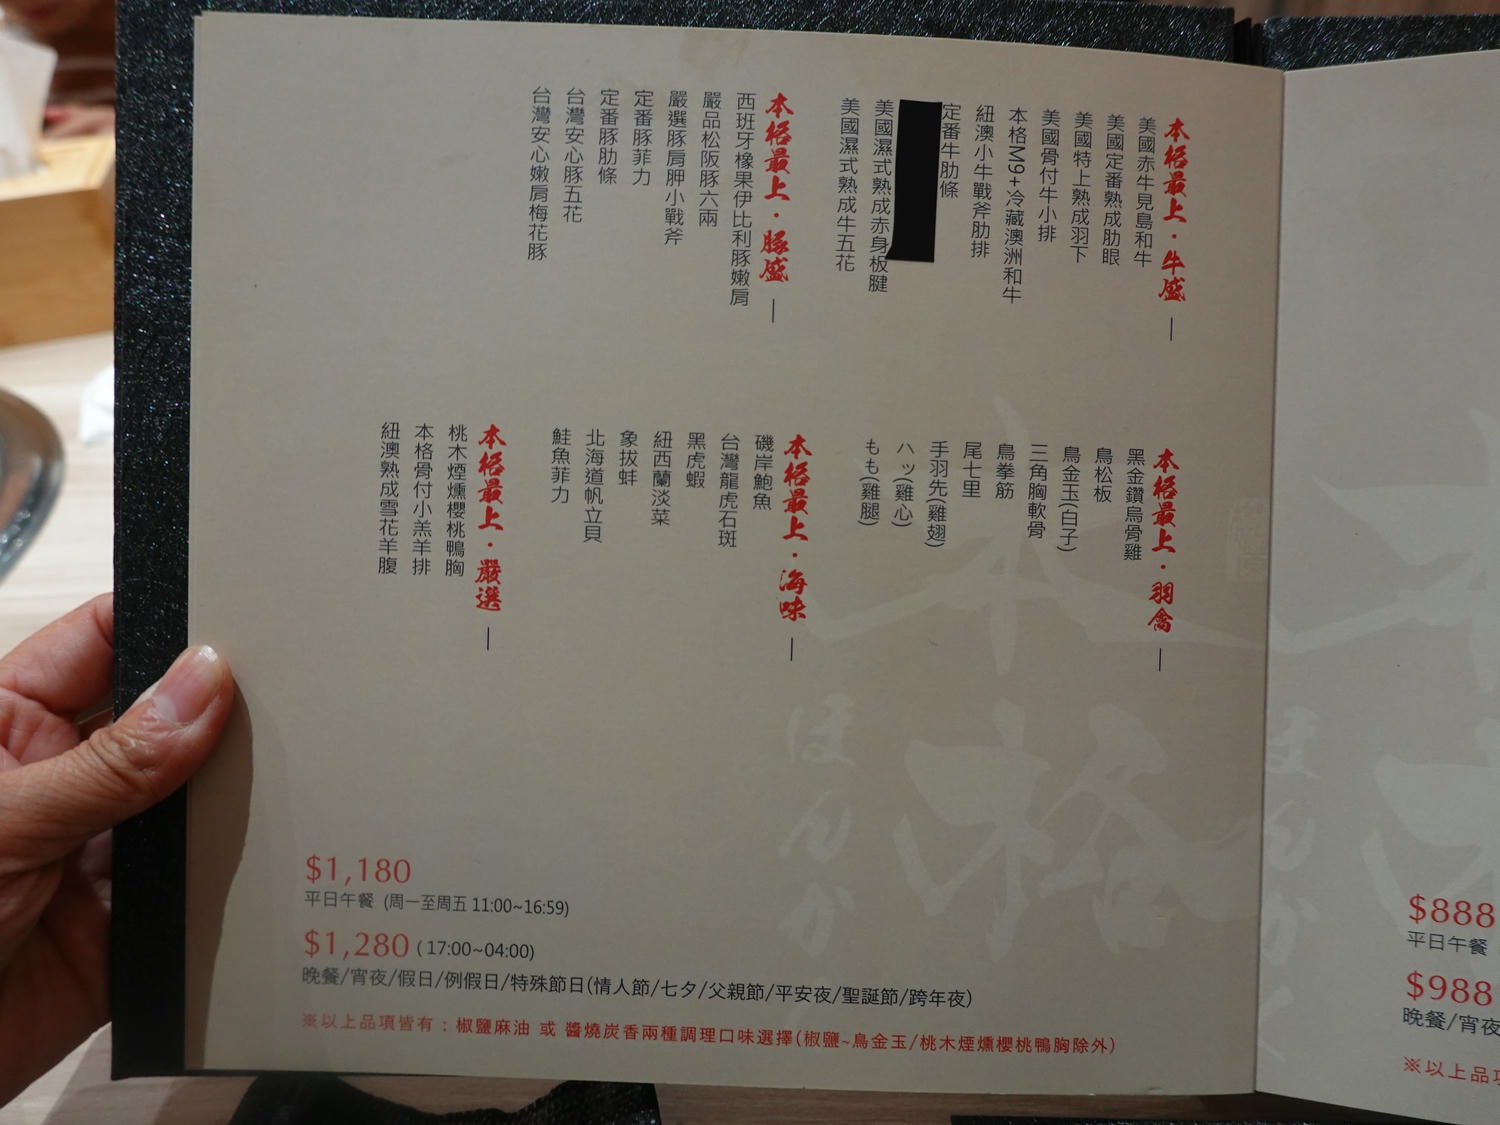 本格最上・牛盛
美國赤牛見島和牛
美國定番熟成肋眼
美國特上熟成羽下
美國骨付牛小排
本格M9+冷藏澳洲和牛
紐澳小牛戰斧肋排
定番牛肋條
美國濕式熟成赤身板腱
美國濕式熟成牛五花
本格最上・豚盛
西班牙橡果伊比利豚嫩肩
嚴品松阪豚六兩
嚴選豚肩胛小戰斧
定番豚菲力
定番豚肋條
台灣安心豚五花
台灣安心嫩肩梅花豚
本格最上・羽禽
黑金鑽烏骨雞
鳥松板
鳥金玉(白子)
三角胸軟骨
鳥拳筋
尾七里
手羽先(雞翅)
ハッ(雞心)
もも(雞腿)
本格最上・海味
磯岸鮑魚
台灣龍虎石斑
黑虎蝦
紐西蘭淡菜
象拔蚌
北海道帆立貝
鮭魚菲力
本格最上・嚴選
桃木煙燻櫻桃鴨胸
本格骨付小羔羊排
紐澳熟成雪花羊腹
$1,180
平日午餐 (周一至周五 11:00~16:59)
$1,280 (17:00~04:00)
晚餐/宵夜/假日/例假日/特殊節日(情人節/七夕/父親節/平安夜/聖誕節/跨年夜)
※以上品項皆有：椒鹽麻油 或 醬燒炭香兩種調理口味選擇(椒鹽~鳥金玉/桃木煙燻櫻桃鴨胸除外)
本格
ほんかく
$888
平日午餐
$988
晚餐/宵夜
※以上品項